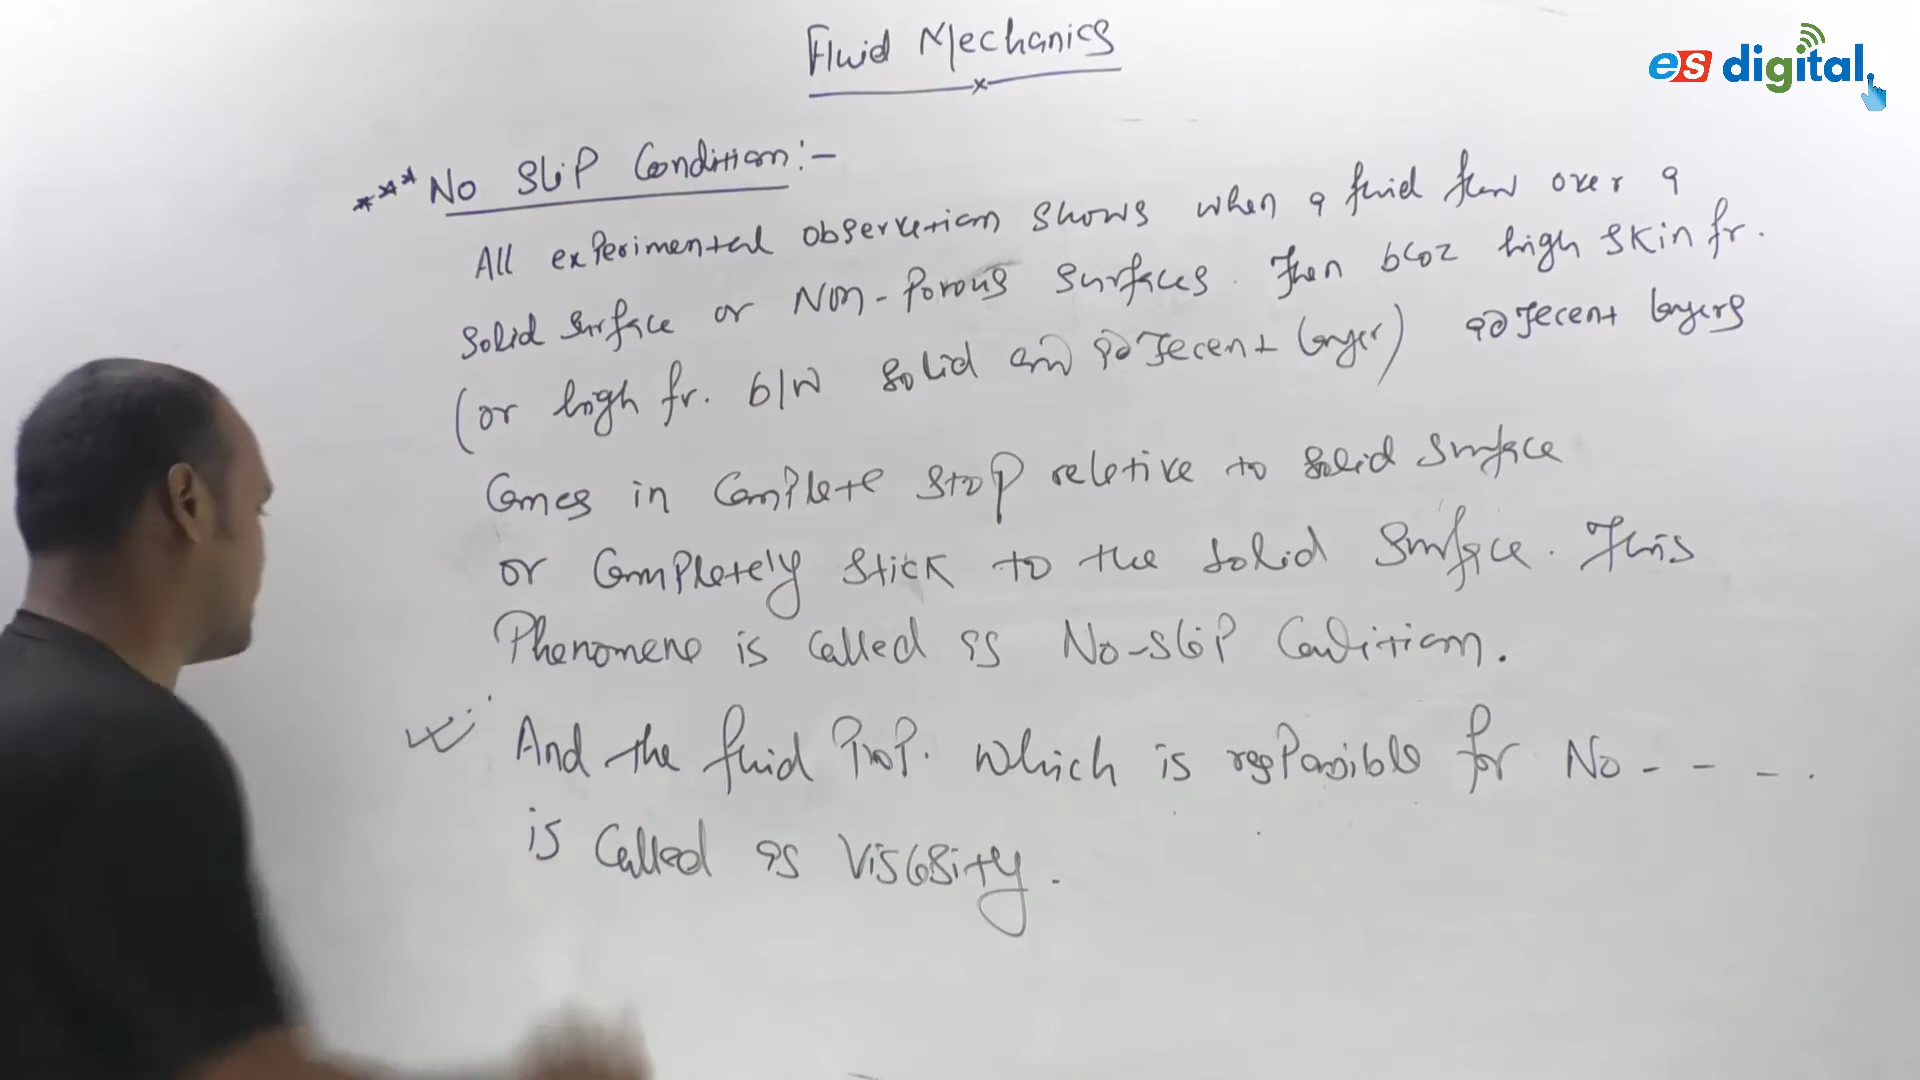 Fluid Mechanics
es digital.
*** No Slip Condition:-
All experimental observation shows when a fluid flow over a
solid surface or Non-Porous surfaces. Then bcoz high skin fr.
(or high fr. b/w solid and adjecent layer) adjecent layers
Comes in Complete stop reletive to solid surface
or Completely stick to the solid surface. This
Phenomena is called as No-slip Condition.
And the fluid Prop. Which is responsible for No - - - .
is called as Viscosity.